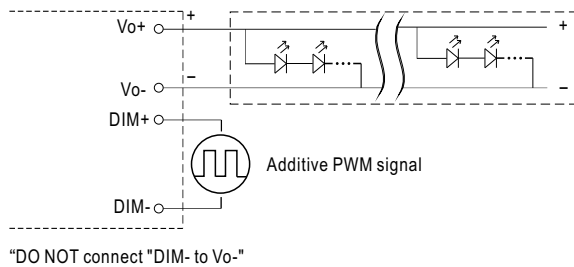 Vo+ + +
Vo- – –
DIM+
Additive PWM signal
DIM-
“DO NOT connect "DIM- to Vo-"